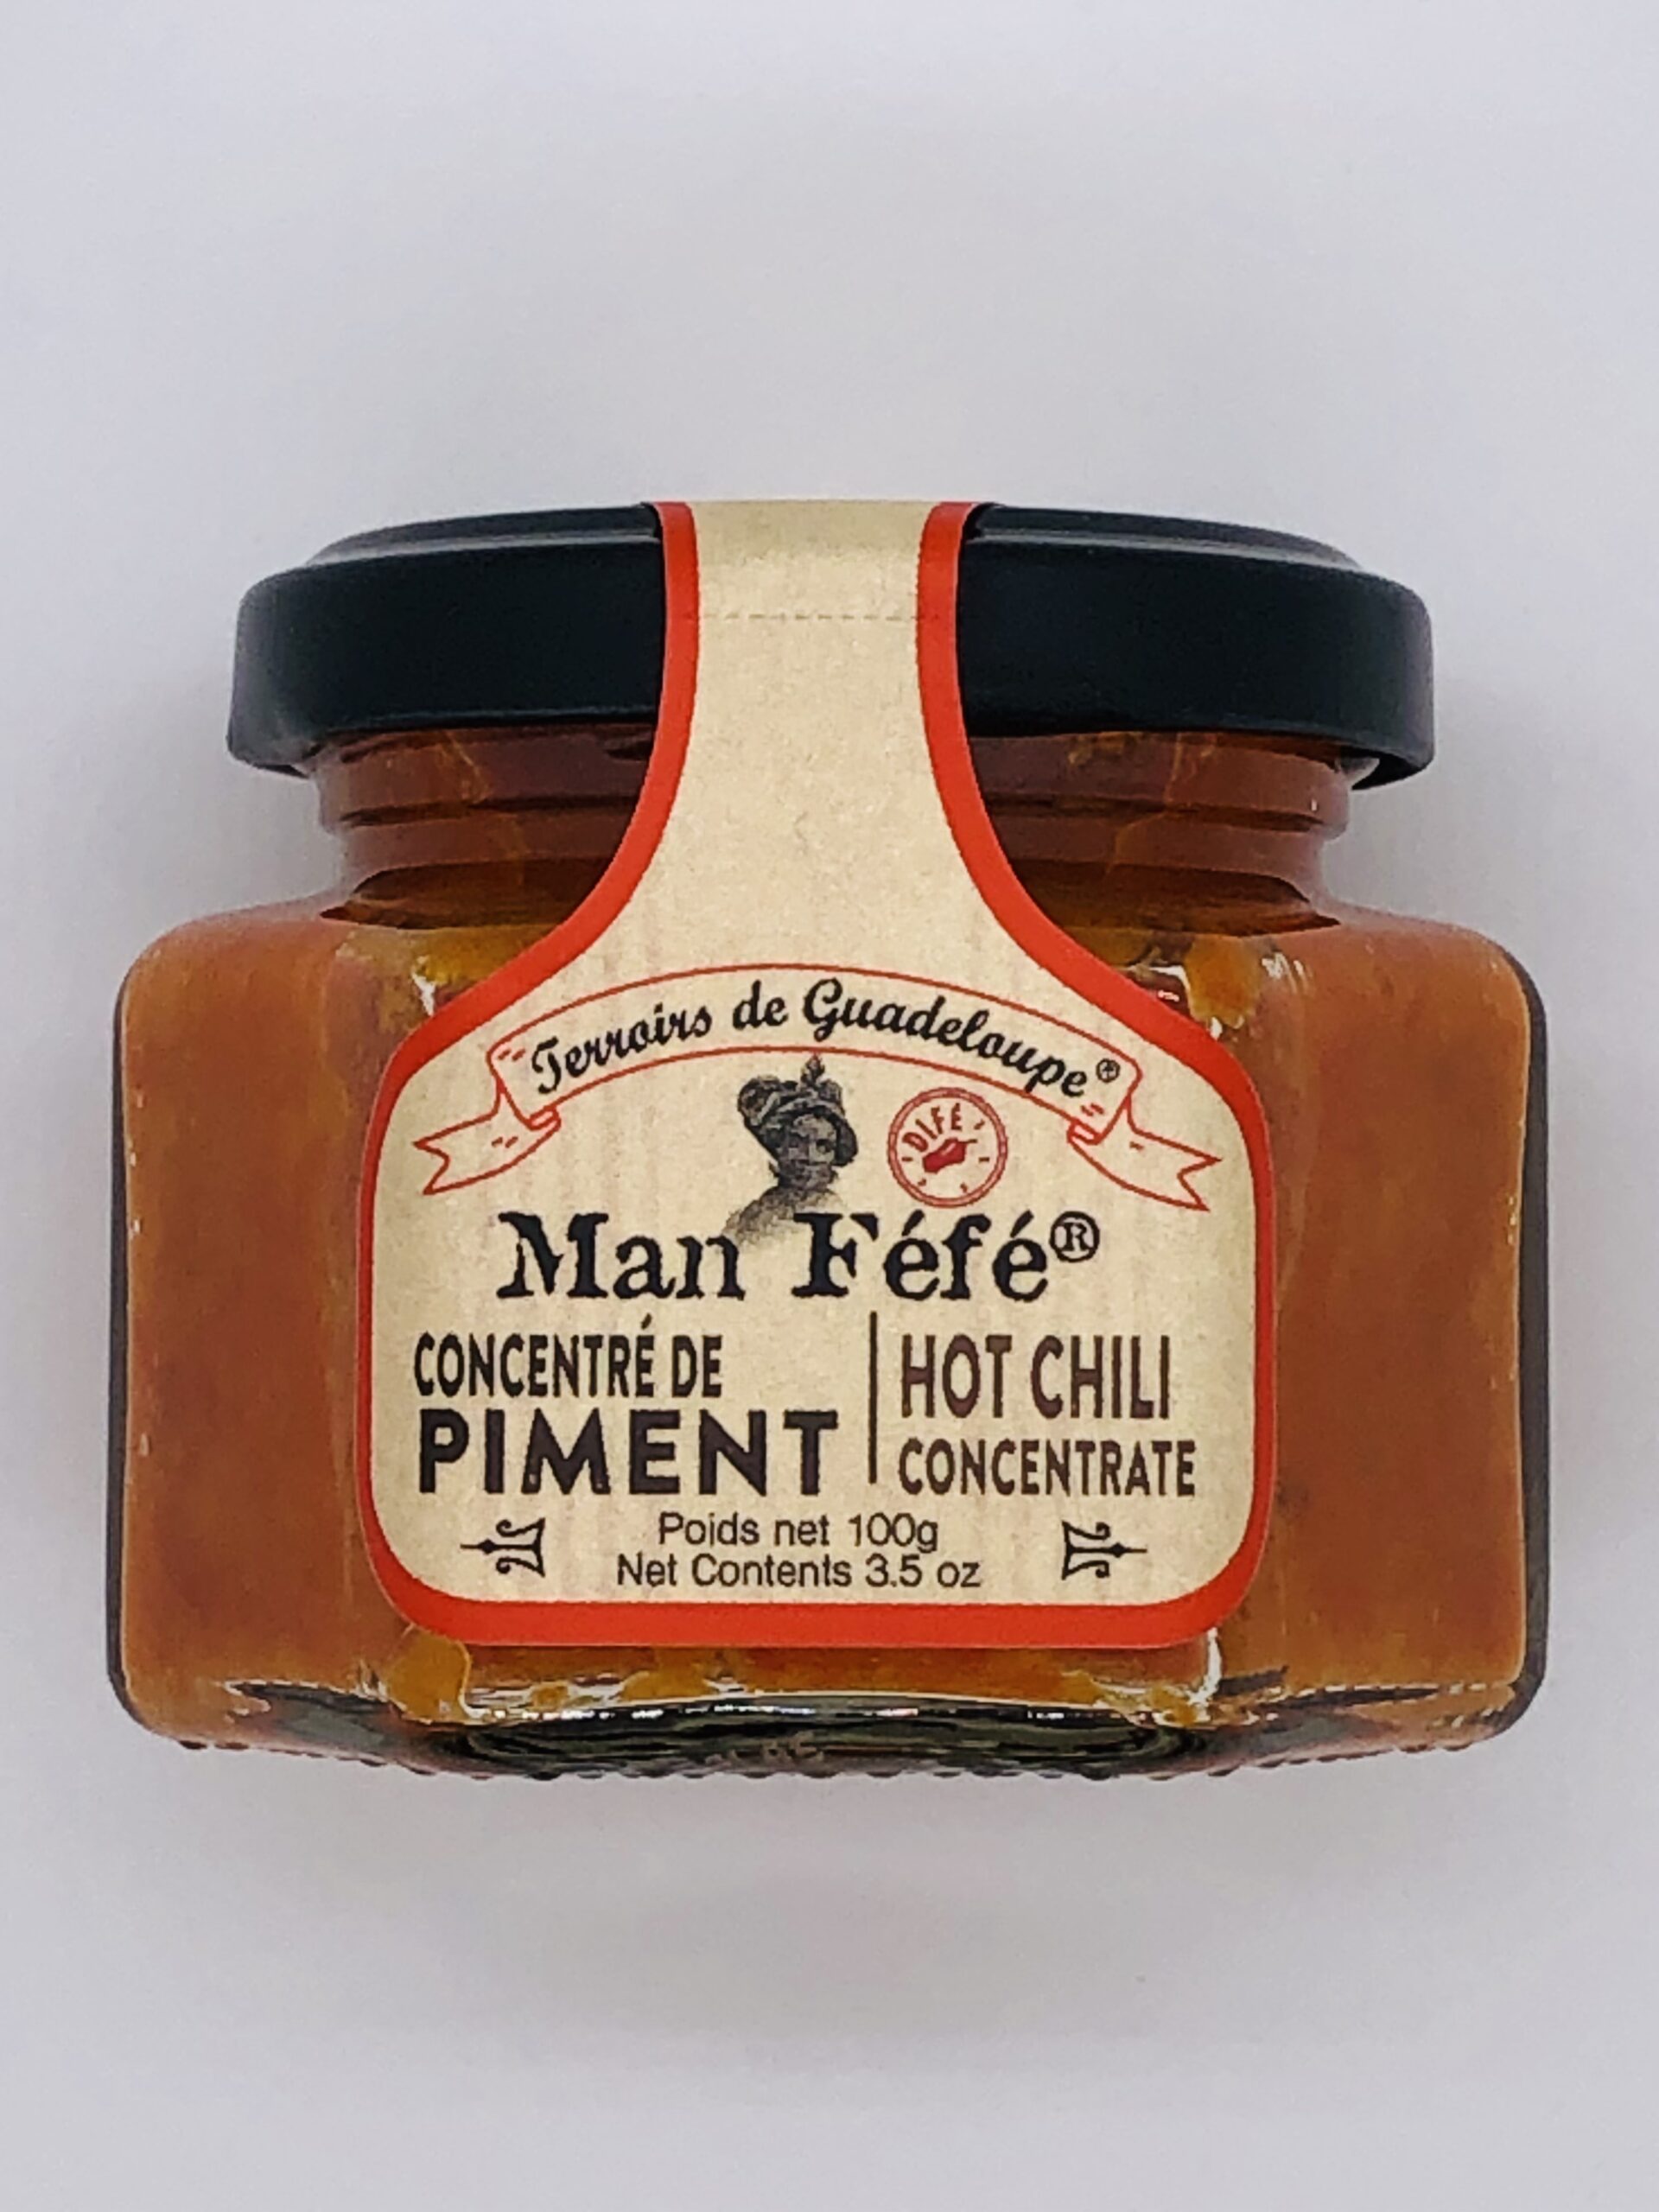 "Terroirs de Guadeloupe"®
DIFÉ
Man Féfé®
CONCENTRÉ DE
PIMENT
HOT CHILI
CONCENTRATE
Poids net 100g
Net Contents 3.5 oz